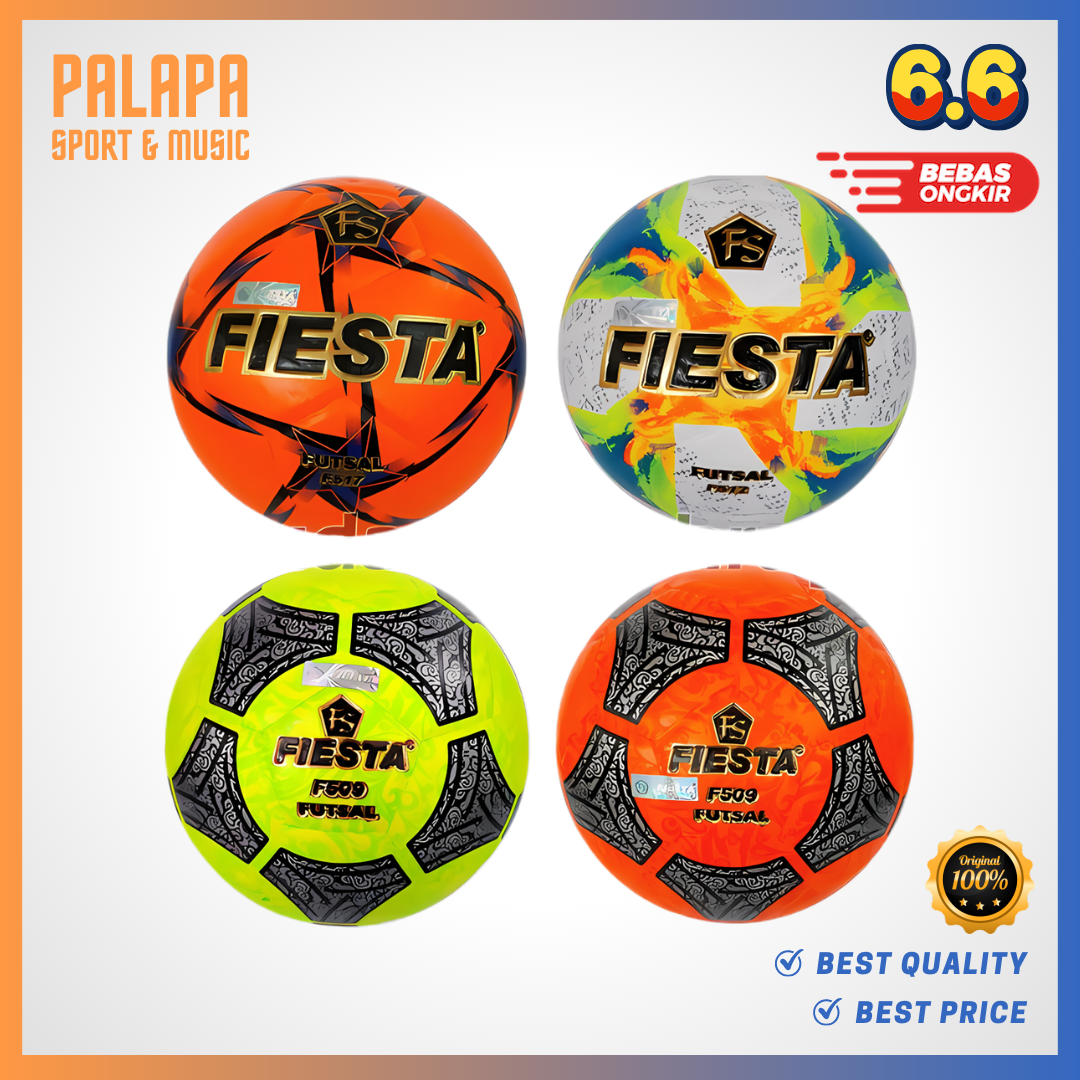 PALAPA
SPORT & MUSIC
6.6
BEBAS
ONGKIR
FS
FIESTA
FUTSAL
F517
FS
FIESTA
FUTSAL
FS
FIESTA
F509
FUTSAL
FS
FIESTA
F509
FUTSAL
Original
100%
BEST QUALITY
BEST PRICE